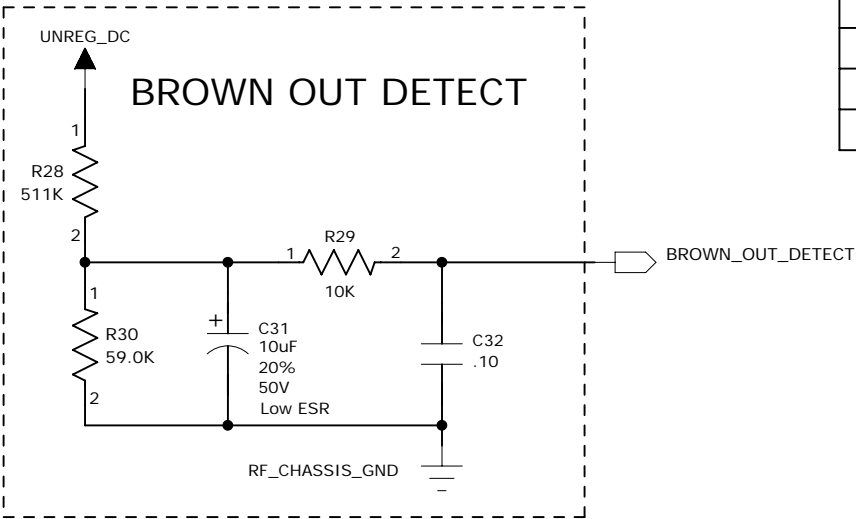 UNREG_DC
BROWN OUT DETECT
1
R28
511K
2
R29
1
2
10K
BROWN_OUT_DETECT
1
R30
59.0K
2
+
C31
10uF
20%
50V
Low ESR
C32
.10
RF_CHASSIS_GND